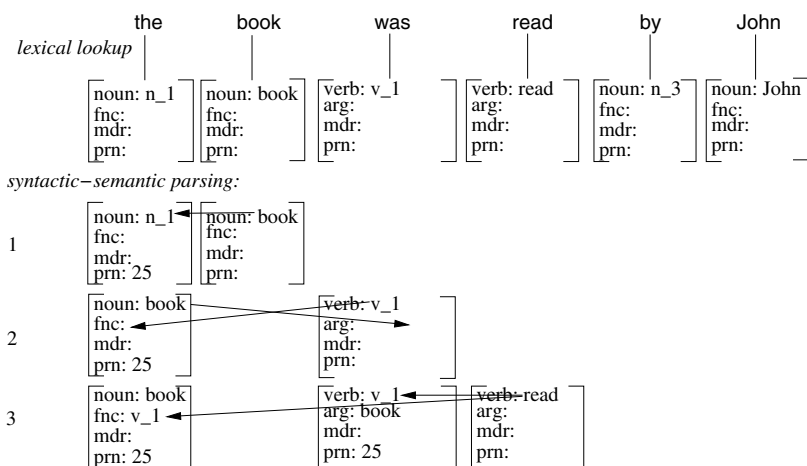 the book was read by John
lexical lookup
noun: n_1 noun: book verb: v_1 verb: read noun: n_3 noun: John
fnc: fnc: arg: arg: fnc: fnc:
mdr: mdr: mdr: mdr: mdr: mdr:
prn: prn: prn: prn: prn: prn:
syntactic−semantic parsing:
1
noun: n_1 noun: book
fnc: fnc:
mdr: mdr:
prn: 25 prn:
2
noun: book verb: v_1
fnc: arg:
mdr: mdr:
prn: 25 prn:
3
noun: book verb: v_1 verb: read
fnc: v_1 arg: book arg:
mdr: mdr: mdr:
prn: 25 prn: 25 prn: